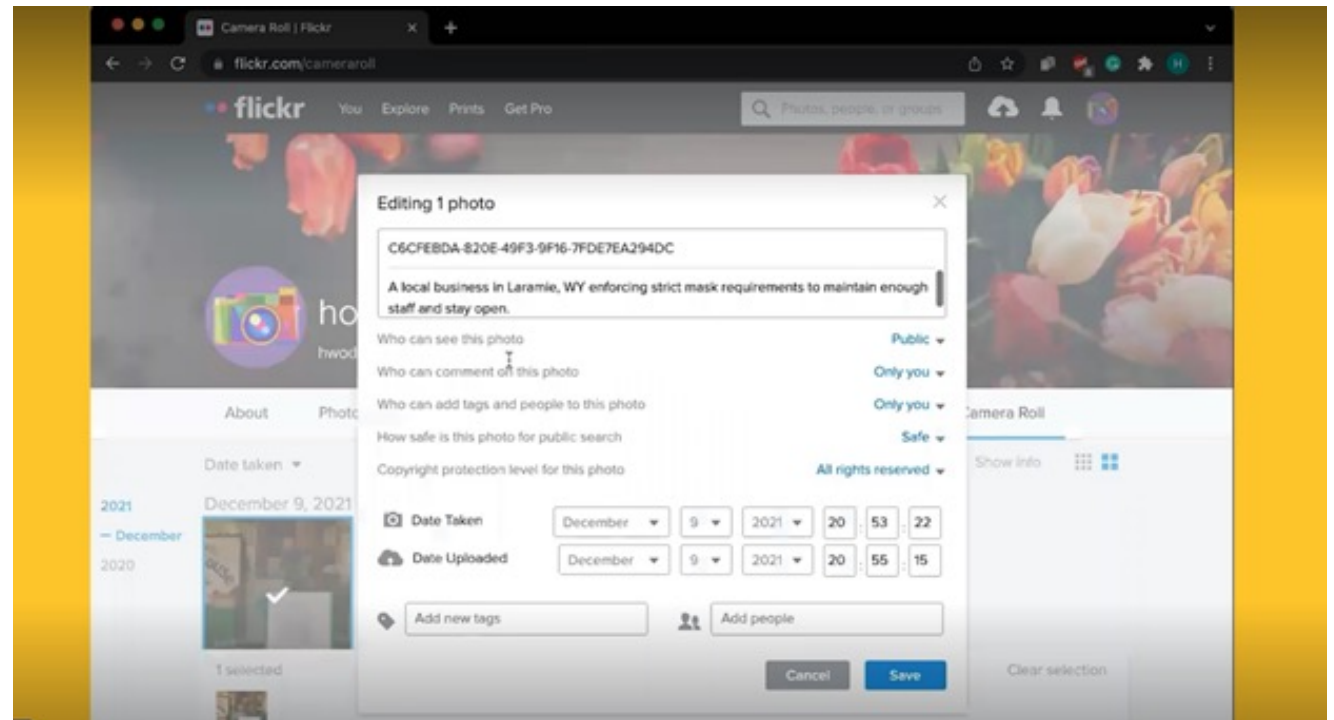 Camera Roll | Flickr
flickr.com/cameraroll
flickr You Explore Prints Get Pro
Photos, people, or groups
H
Editing 1 photo
C6CFEBDA-820E-49F3-9F16-7FDE7EA294DC
A local business in Laramie, WY enforcing strict mask requirements to maintain enough
staff and stay open.
ho
hwod
Who can see this photo Public
Who can comment on this photo Only you
Who can add tags and people to this photo Only you
How safe is this photo for public search Safe
Copyright protection level for this photo All rights reserved
About Photo Camera Roll
Date taken Show info
2021
December
2020
December 9, 2021
Date Taken December 9 2021 20 : 53 : 22
Date Uploaded December 9 2021 20 : 55 : 15
Add new tags Add people
1 selected
Cancel Save
Clear selection